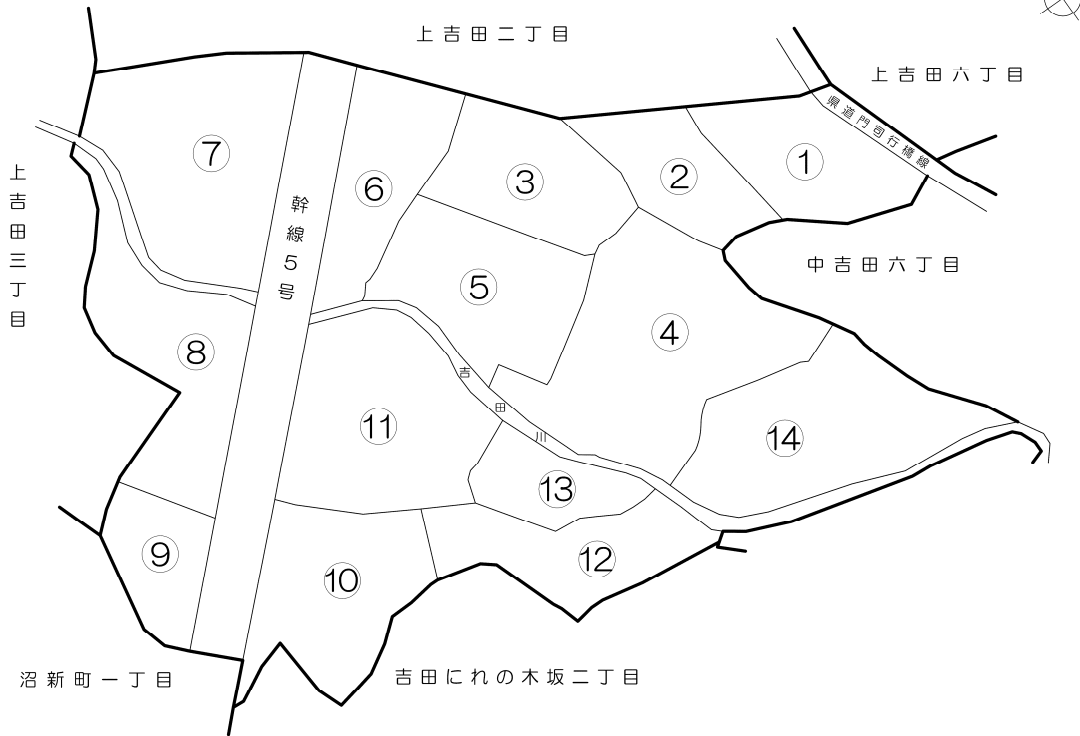 上吉田二丁目
上吉田六丁目
県道門司行橋線
上吉田三丁目
⑦
⑥
③
②
①
幹線5号
中吉田六丁目
⑤
④
⑧
吉田川
⑪
⑭
⑬
⑨
⑩
⑫
沼新町一丁目
吉田にれの木坂二丁目